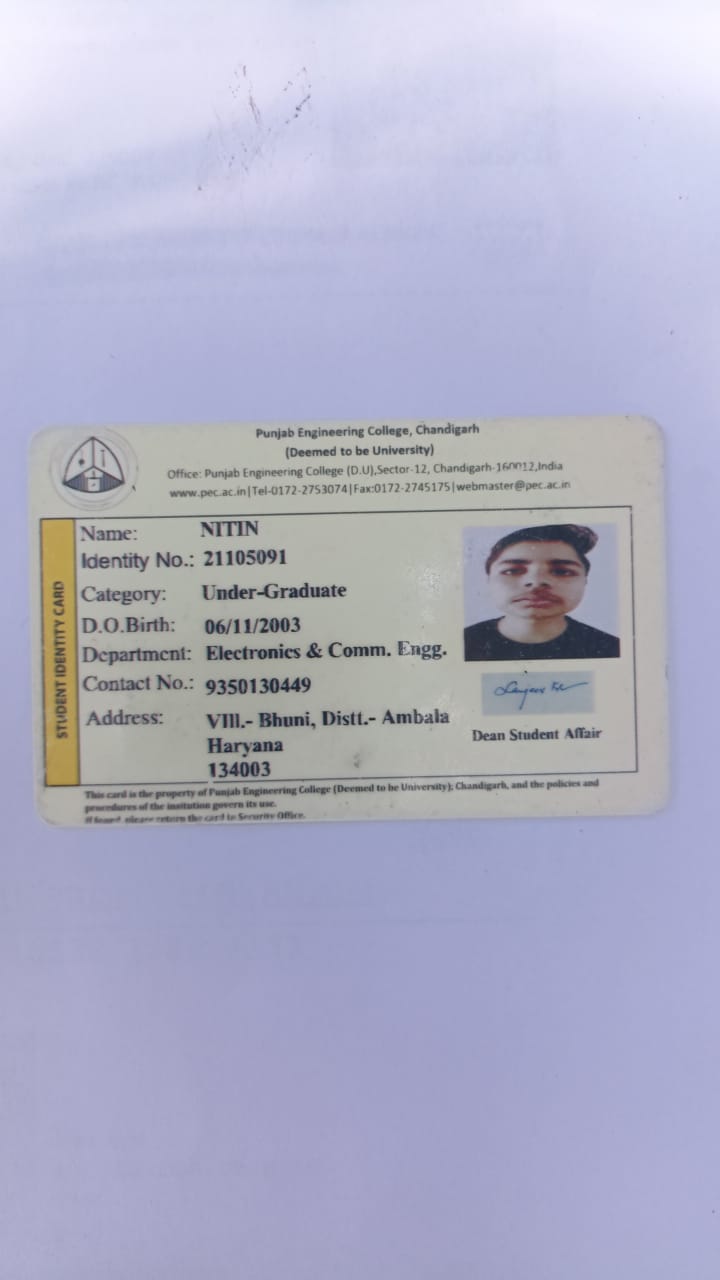 Punjab Engineering College, Chandigarh
(Deemed to be University)
Office: Punjab Engineering College (D.U),Sector-12, Chandigarh-160012,India
www.pec.ac.in|Tel-0172-2753074|Fax:0172-2745175|webmaster@pec.ac.in
STUDENT IDENTITY CARD
Name: NITIN
Identity No.: 21105091
Category: Under-Graduate
D.O.Birth: 06/11/2003
Department: Electronics & Comm. Engg.
Contact No.: 9350130449
Address: VIII.- Bhuni, Distt.- Ambala
Haryana
134003
Dean Student Affair
This card is the property of Punjab Engineering College (Deemed to be University); Chandigarh, and the policies and
procedures of the insitution govern its use.
If found please return the card to Security Office.